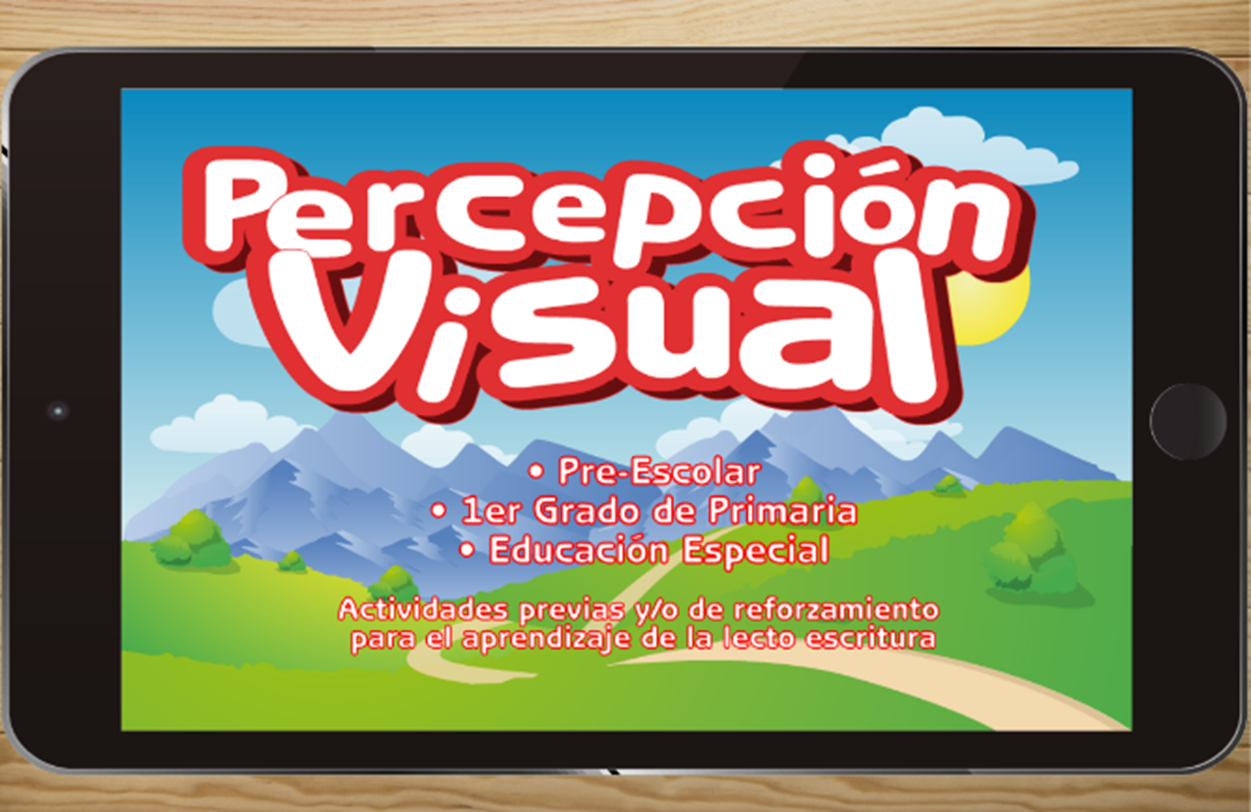 Percepción
Visual
• Pre-Escolar
• 1er Grado de Primaria
• Educación Especial
Actividades previas y/o de reforzamiento
para el aprendizaje de la lecto escritura